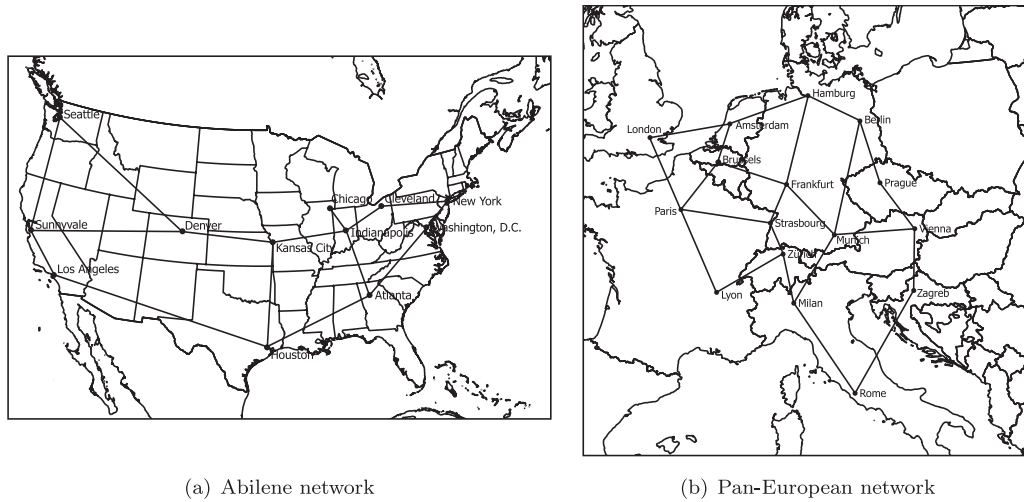 Seattle
Chicago
Cleveland
New York
Sunnyvale
Denver
Indianapolis
Washington, D.C.
Kansas City
Los Angeles
Atlanta
Houston
(a) Abilene network
Hamburg
London
Amsterdam
Berlin
Brussels
Frankfurt
Prague
Paris
Strasbourg
Munich
Vienna
Zürich
Lyon
Milan
Zagreb
Rome
(b) Pan-European network